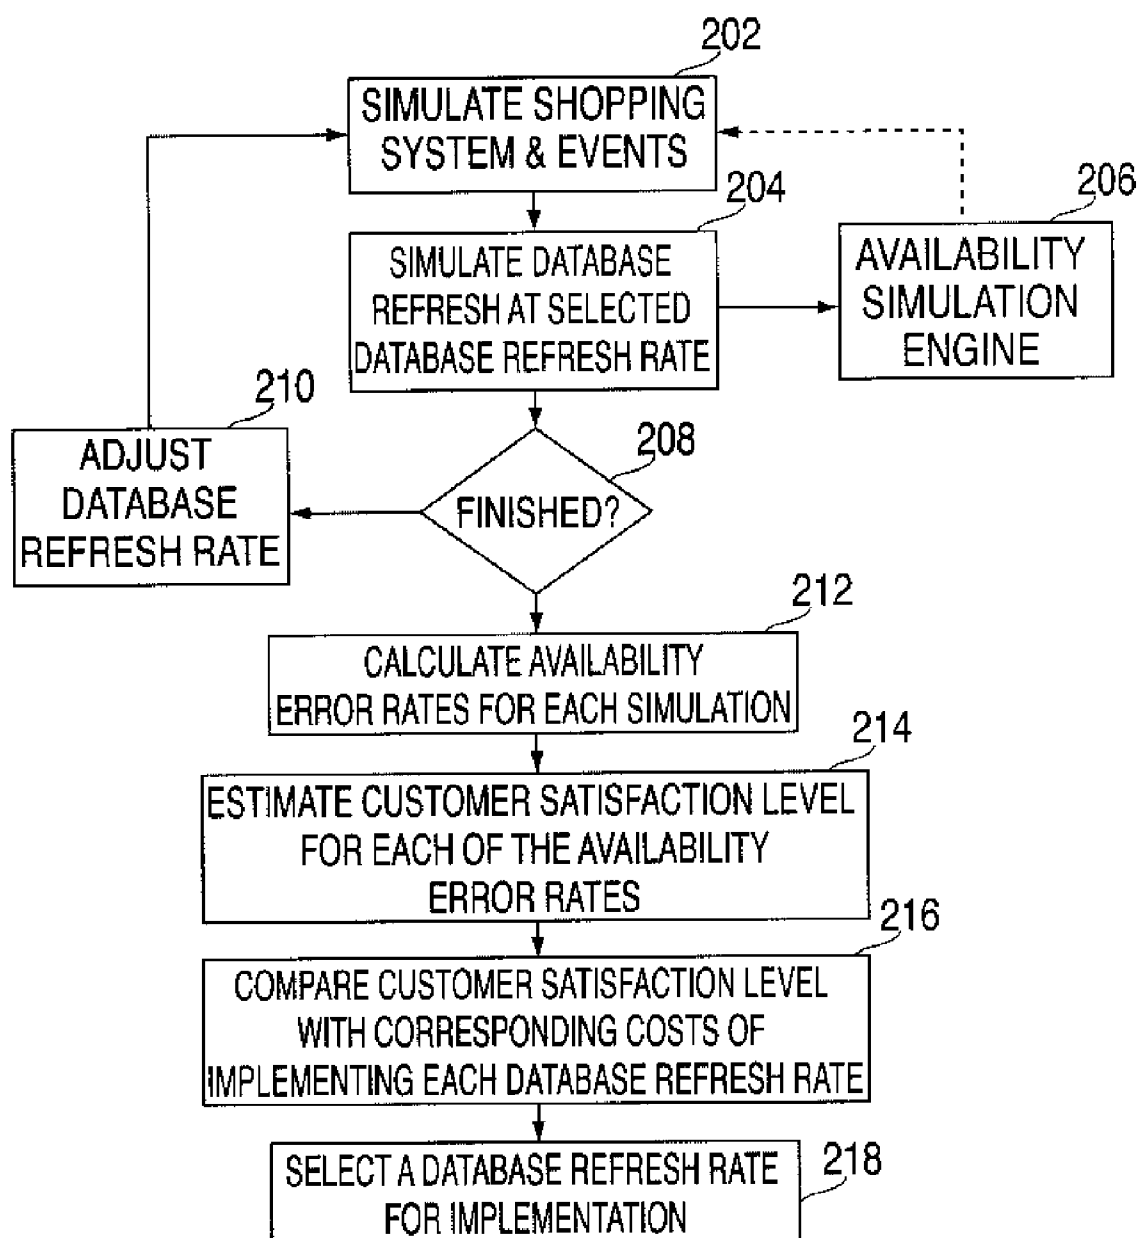 202
SIMULATE SHOPPING
SYSTEM & EVENTS
204
SIMULATE DATABASE
REFRESH AT SELECTED
DATABASE REFRESH RATE
206
AVAILABILITY
SIMULATION
ENGINE
210
ADJUST
DATABASE
REFRESH RATE
208
FINISHED?
212
CALCULATE AVAILABILITY
ERROR RATES FOR EACH SIMULATION
214
ESTIMATE CUSTOMER SATISFACTION LEVEL
FOR EACH OF THE AVAILABILITY
ERROR RATES
216
COMPARE CUSTOMER SATISFACTION LEVEL
WITH CORRESPONDING COSTS OF
IMPLEMENTING EACH DATABASE REFRESH RATE
218
SELECT A DATABASE REFRESH RATE
FOR IMPLEMENTATION